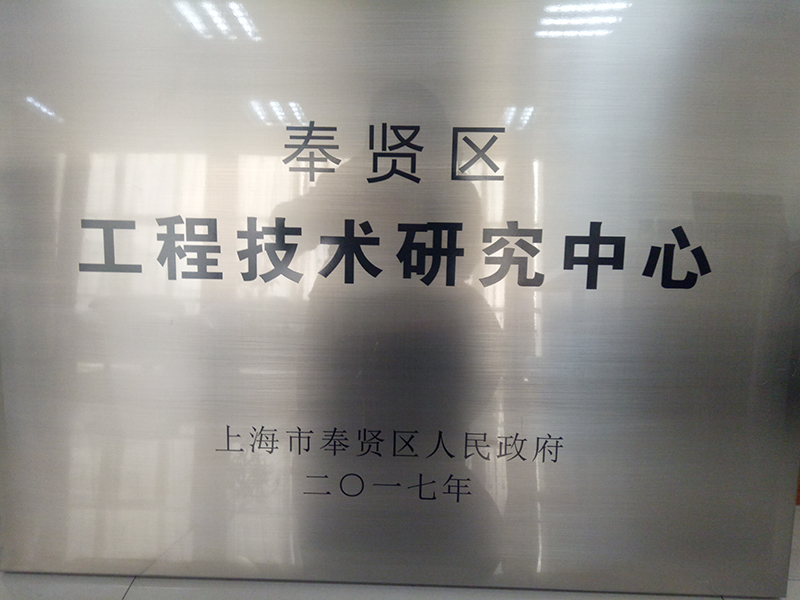 奉贤区
工程技术研究中心
上海市奉贤区人民政府
二〇一七年